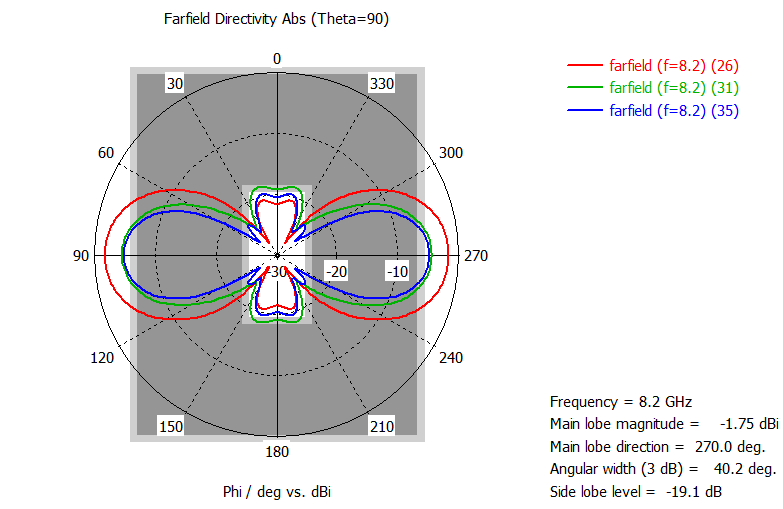 Farfield Directivity Abs (Theta=90)
0
30
330
farfield (f=8.2) (26)
farfield (f=8.2) (31)
farfield (f=8.2) (35)
60
300
90
270
-30
-20
-10
120
240
150
210
180
Phi / deg vs. dBi
Frequency = 8.2 GHz
Main lobe magnitude = -1.75 dBi
Main lobe direction = 270.0 deg.
Angular width (3 dB) = 40.2 deg.
Side lobe level = -19.1 dB